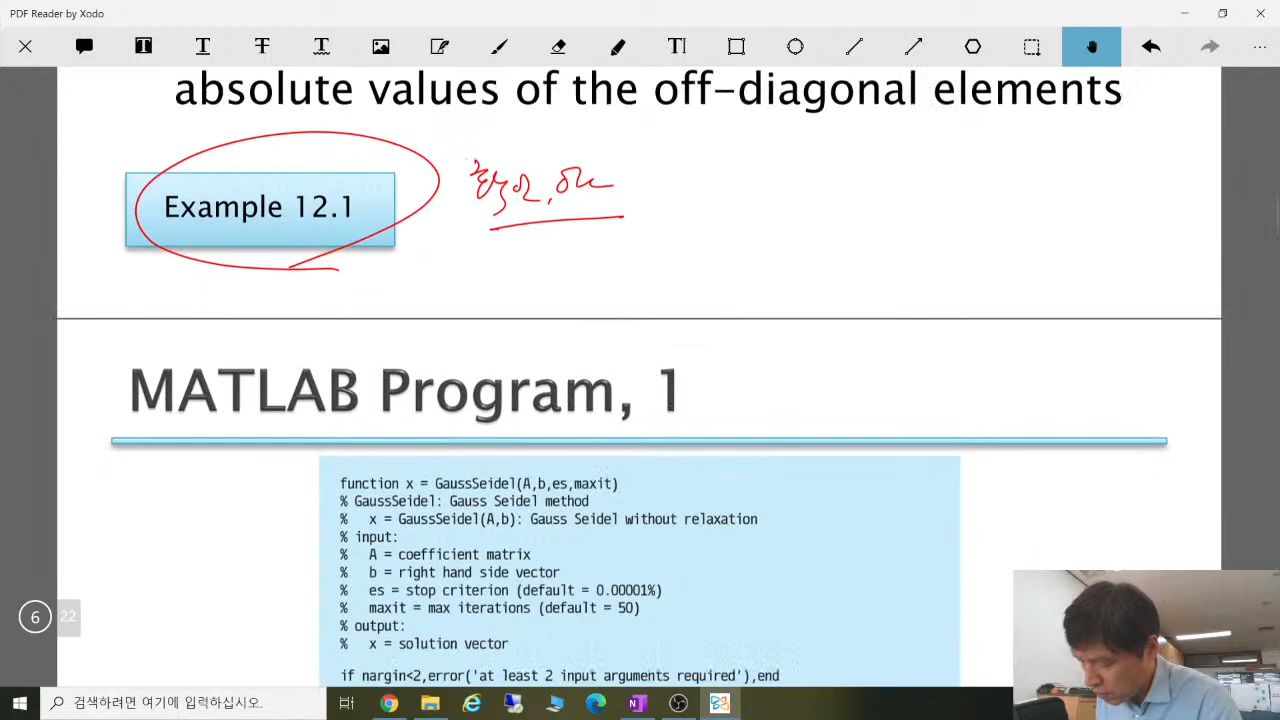 PDF Reader by Xodo
absolute values of the off-diagonal elements
Example 12.1
MATLAB Program, 1
function x = GaussSeidel(A,b,es,maxit)
% GaussSeidel: Gauss Seidel method
% x = GaussSeidel(A,b): Gauss Seidel without relaxation
% input:
% A = coefficient matrix
% b = right hand side vector
% es = stop criterion (default = 0.00001%)
% maxit = max iterations (default = 50)
% output:
% x = solution vector
if nargin<2,error('at least 2 input arguments required'),end
6 22
검색하려면 여기에 입력하십시오.